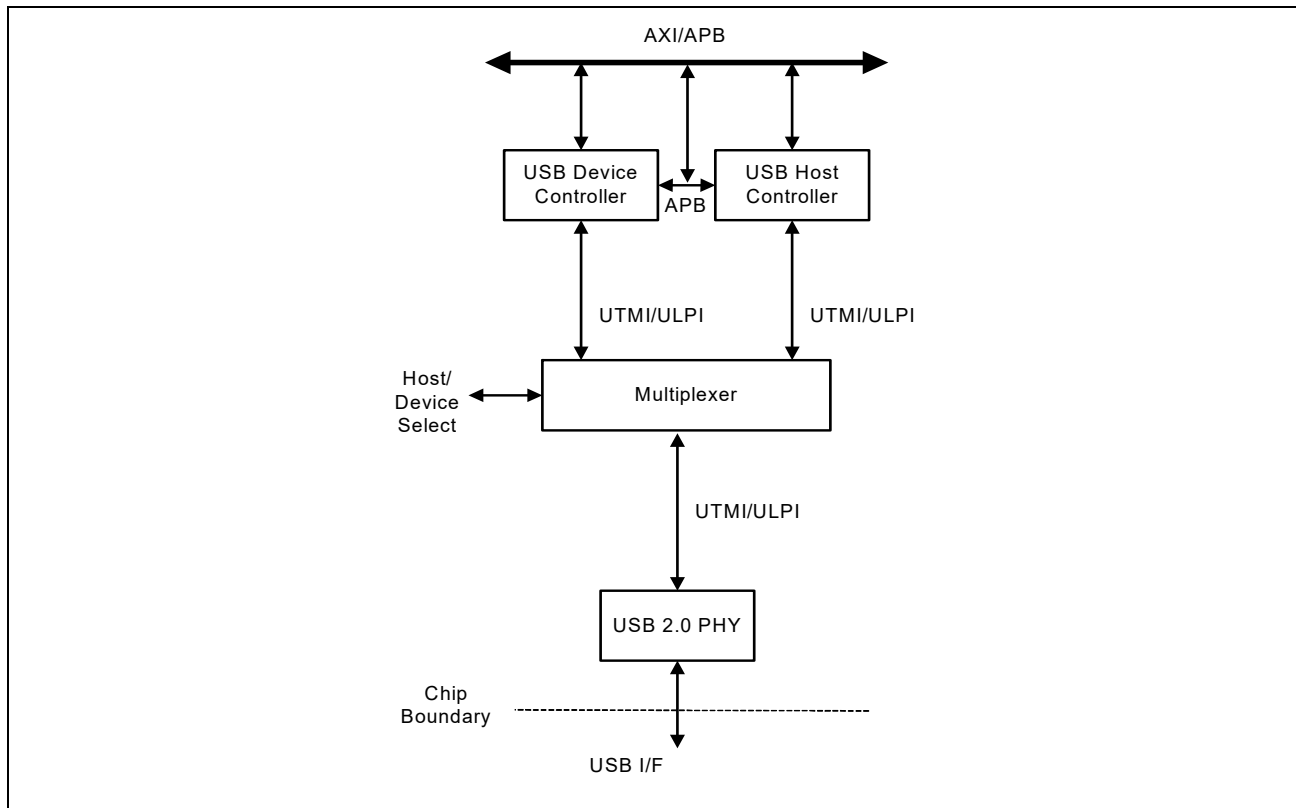 AXI/APB
USB Device
Controller
USB Host
Controller
APB
UTMI/ULPI
UTMI/ULPI
Host/
Device
Select
Multiplexer
UTMI/ULPI
USB 2.0 PHY
Chip
Boundary
USB I/F